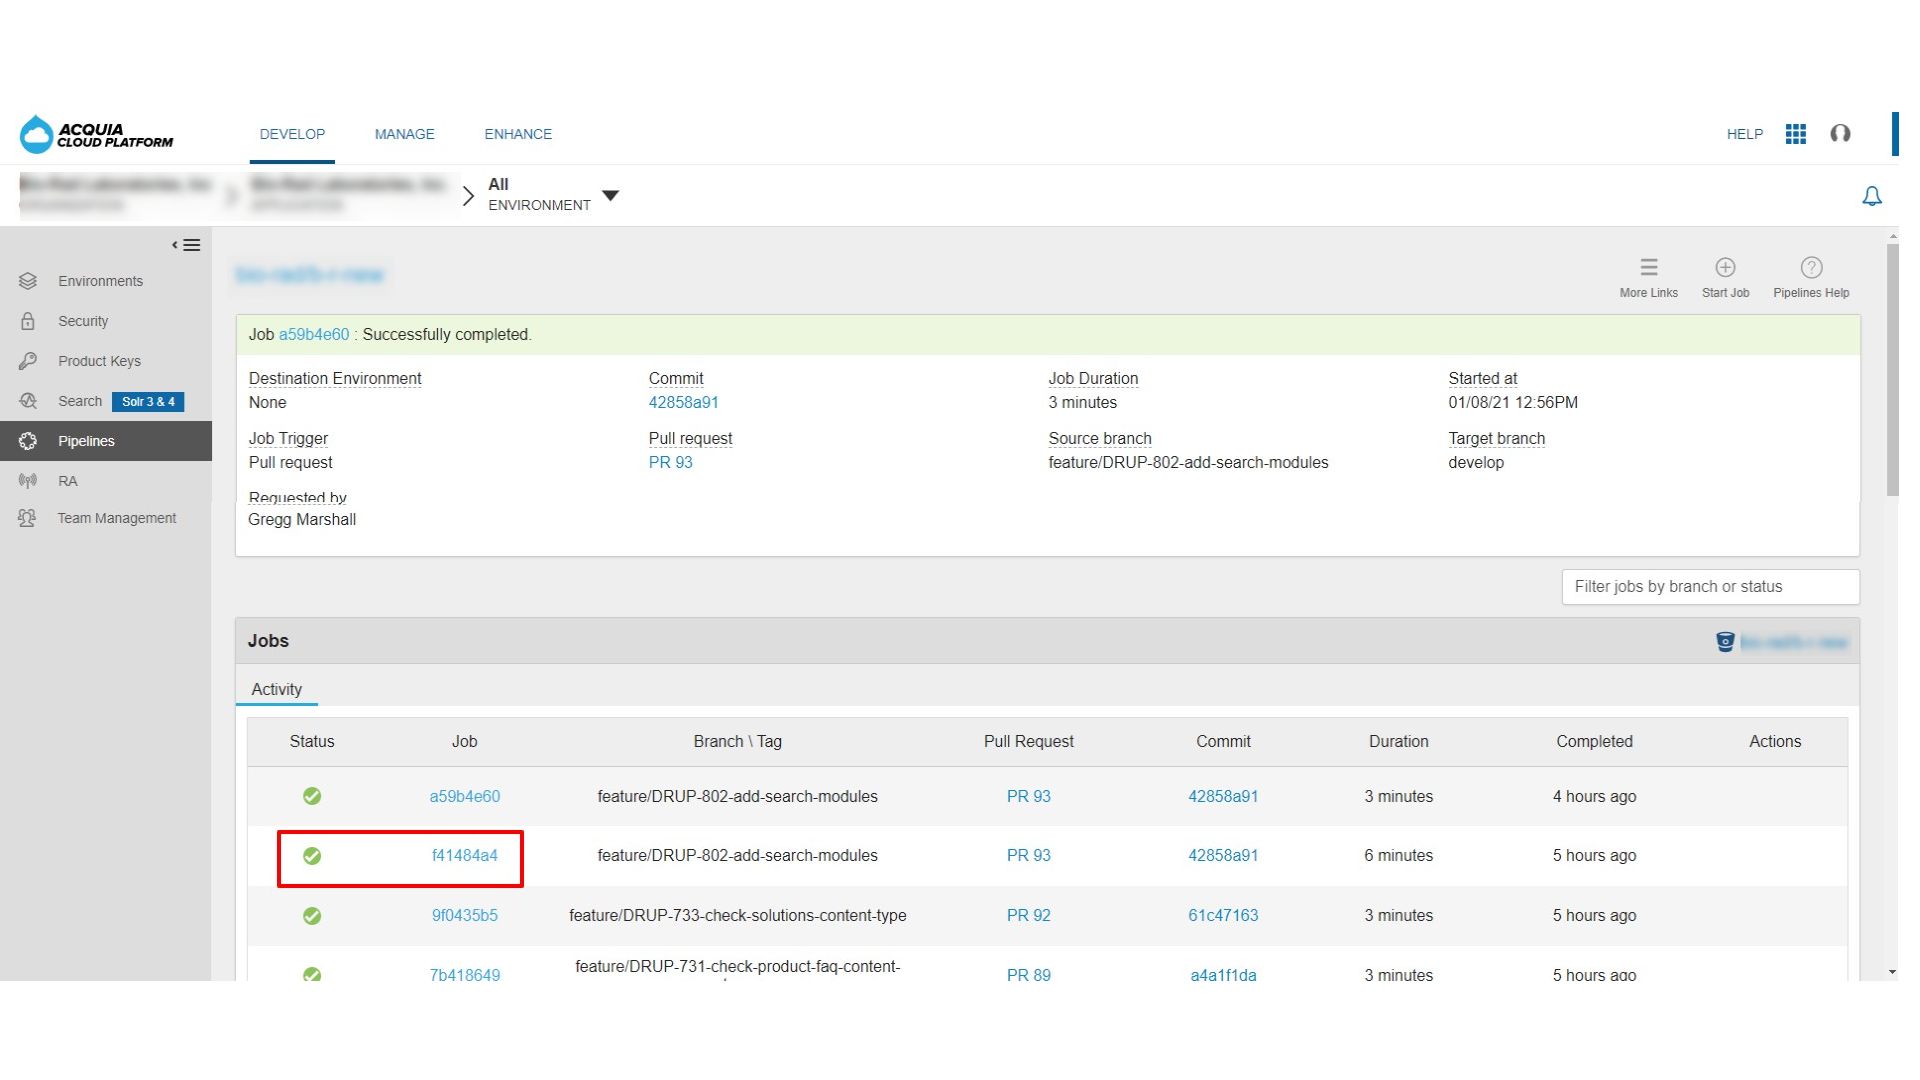 ACQUIA
CLOUD PLATFORM
DEVELOP
MANAGE
ENHANCE
HELP
All
ENVIRONMENT
Environments
Security
Product Keys
Search
Solr 3 & 4
Pipelines
RA
Team Management
More Links
Start Job
Pipelines Help
Job a59b4e60 : Successfully completed.
Destination Environment
None
Commit
42858a91
Job Duration
3 minutes
Started at
01/08/21 12:56PM
Job Trigger
Pull request
Pull request
PR 93
Source branch
feature/DRUP-802-add-search-modules
Target branch
develop
Requested by
Gregg Marshall
Filter jobs by branch or status
Jobs
Activity
Status Job Branch \ Tag Pull Request Commit Duration Completed Actions
a59b4e60 feature/DRUP-802-add-search-modules PR 93 42858a91 3 minutes 4 hours ago
f41484a4 feature/DRUP-802-add-search-modules PR 93 42858a91 6 minutes 5 hours ago
9f0435b5 feature/DRUP-733-check-solutions-content-type PR 92 61c47163 3 minutes 5 hours ago
7b418649 feature/DRUP-731-check-product-faq-content- PR 89 a4a1f1da 3 minutes 5 hours ago